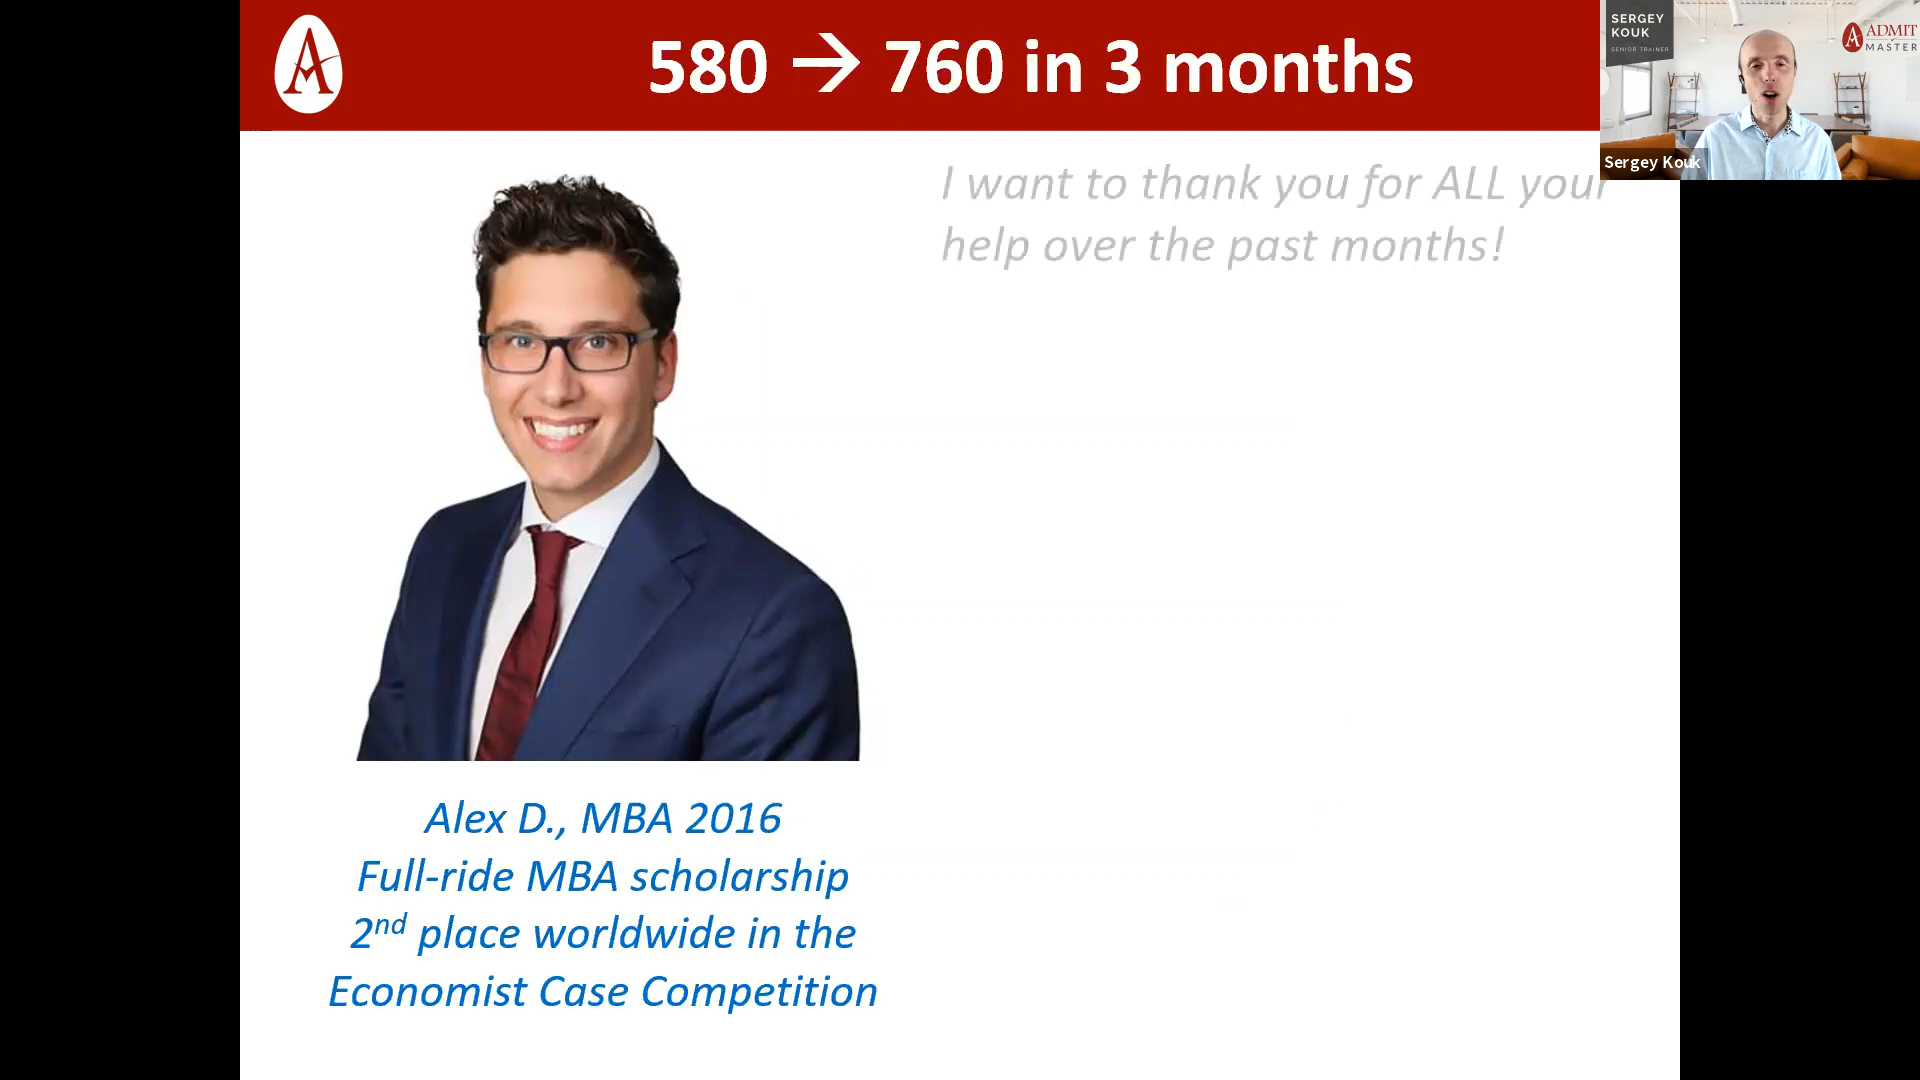 580 → 760 in 3 months
SERGEY
KOUK
SENIOR TRAINER
ADMIT
MASTER
Sergey Kouk
I want to thank you for ALL your
help over the past months!
Alex D., MBA 2016
Full-ride MBA scholarship
2nd place worldwide in the
Economist Case Competition